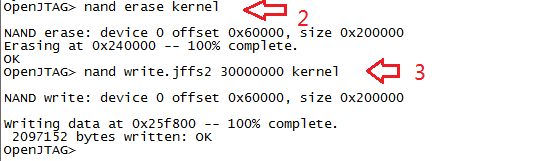 OpenJTAG> nand erase kernel
2
NAND erase: device 0 offset 0x60000, size 0x200000
Erasing at 0x240000 -- 100% complete.
OK
OpenJTAG> nand write.jffs2 30000000 kernel
3
NAND write: device 0 offset 0x60000, size 0x200000
Writing data at 0x25f800 -- 100% complete.
2097152 bytes written: OK
OpenJTAG>